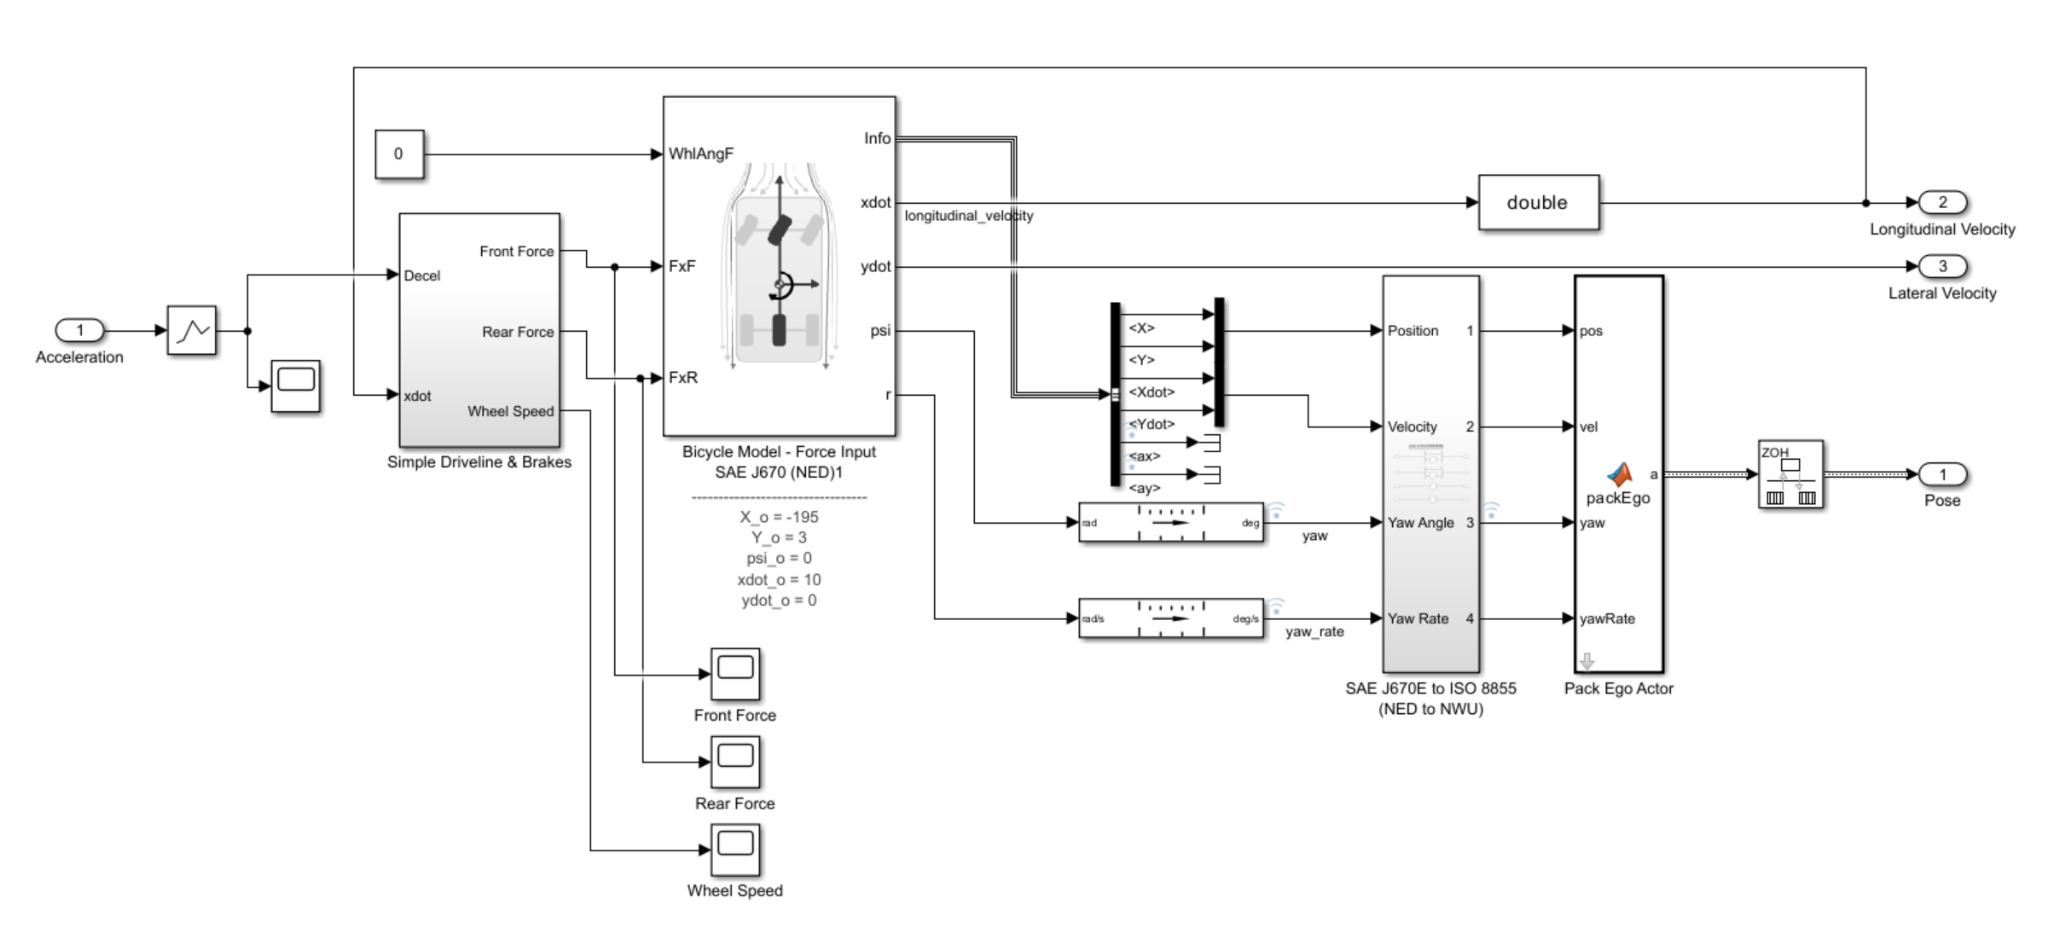 1
Acceleration
0
Decel
xdot
Front Force
Rear Force
Wheel Speed
Simple Driveline & Brakes
WhlAngF
FxF
FxR
Info
xdot
ydot
psi
r
Bicycle Model - Force Input
SAE J670 (NED)1
--------------------------------
X_o = -195
Y_o = 3
psi_o = 0
xdot_o = 10
ydot_o = 0
Front Force
Rear Force
Wheel Speed
longitudinal_velocity
<X>
<Y>
<Xdot>
<Ydot>
<ax>
<ay>
rad
deg
yaw
rad/s
deg/s
yaw_rate
double
2
Longitudinal Velocity
3
Lateral Velocity
Position
1
Velocity
2
Yaw Angle
3
Yaw Rate
4
SAE J670E to ISO 8855
(NED to NWU)
pos
vel
yaw
yawRate
packEgo
a
Pack Ego Actor
ZOH
1
Pose